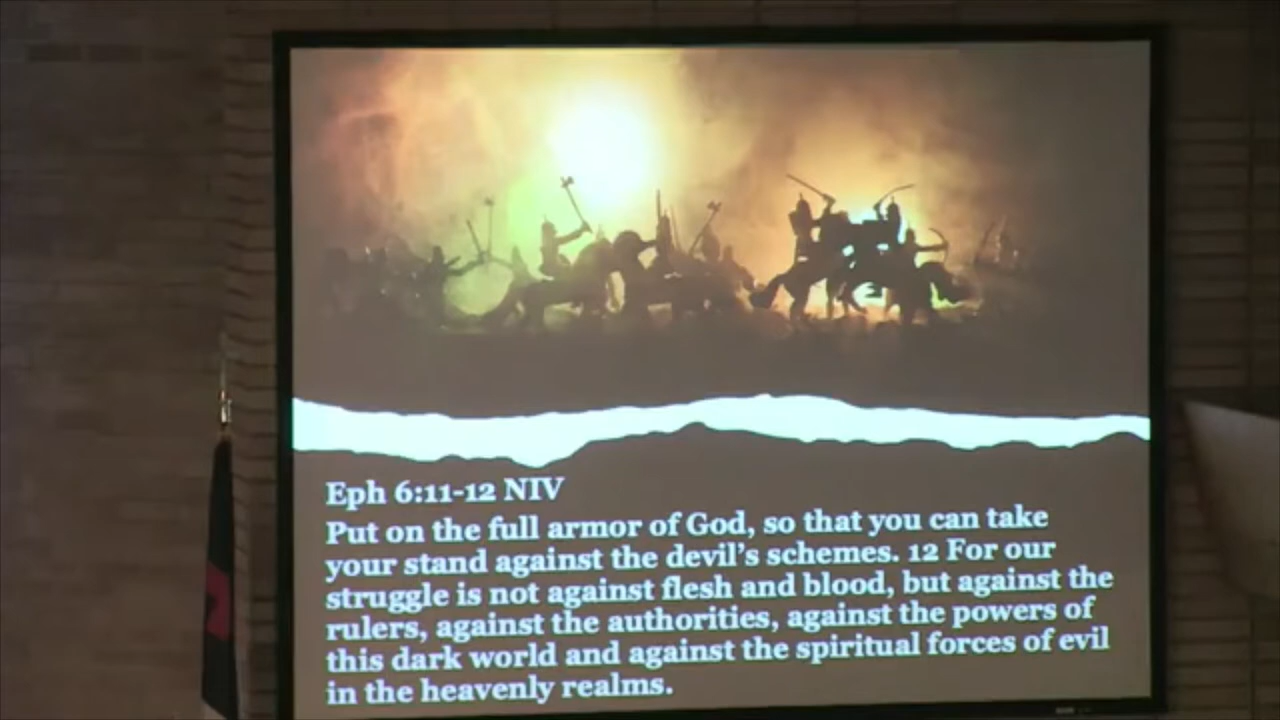 Eph 6:11-12 NIV
Put on the full armor of God, so that you can take
your stand against the devil’s schemes. 12 For our
struggle is not against flesh and blood, but against the
rulers, against the authorities, against the powers of
this dark world and against the spiritual forces of evil
in the heavenly realms.